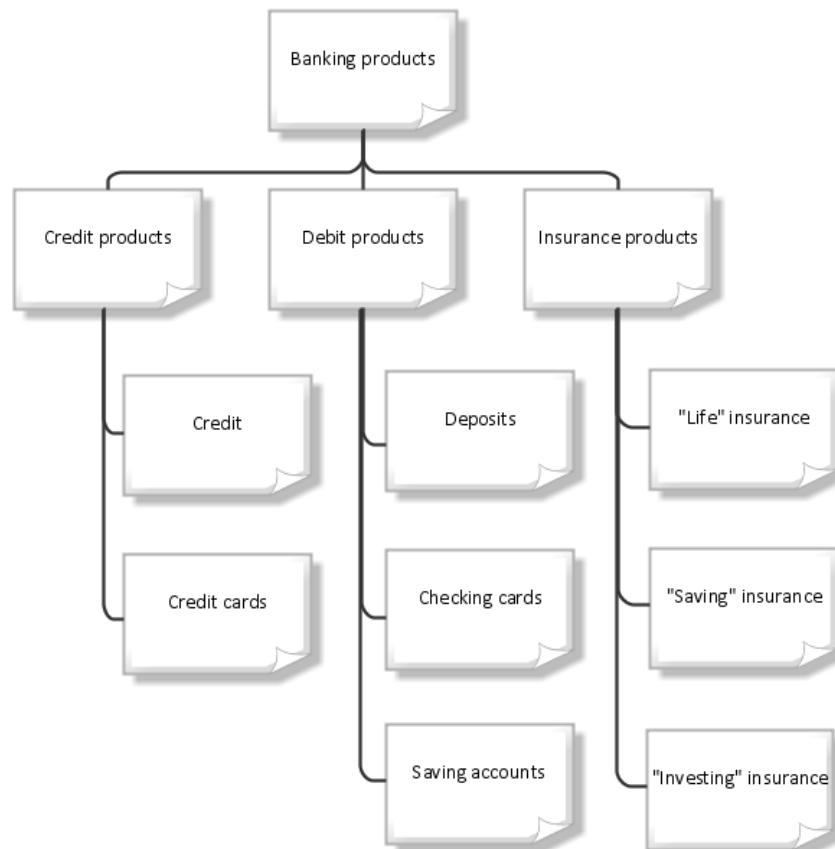 Banking products
Credit products
Debit products
Insurance products
Credit
Deposits
"Life" insurance
Credit cards
Checking cards
"Saving" insurance
Saving accounts
"Investing" insurance